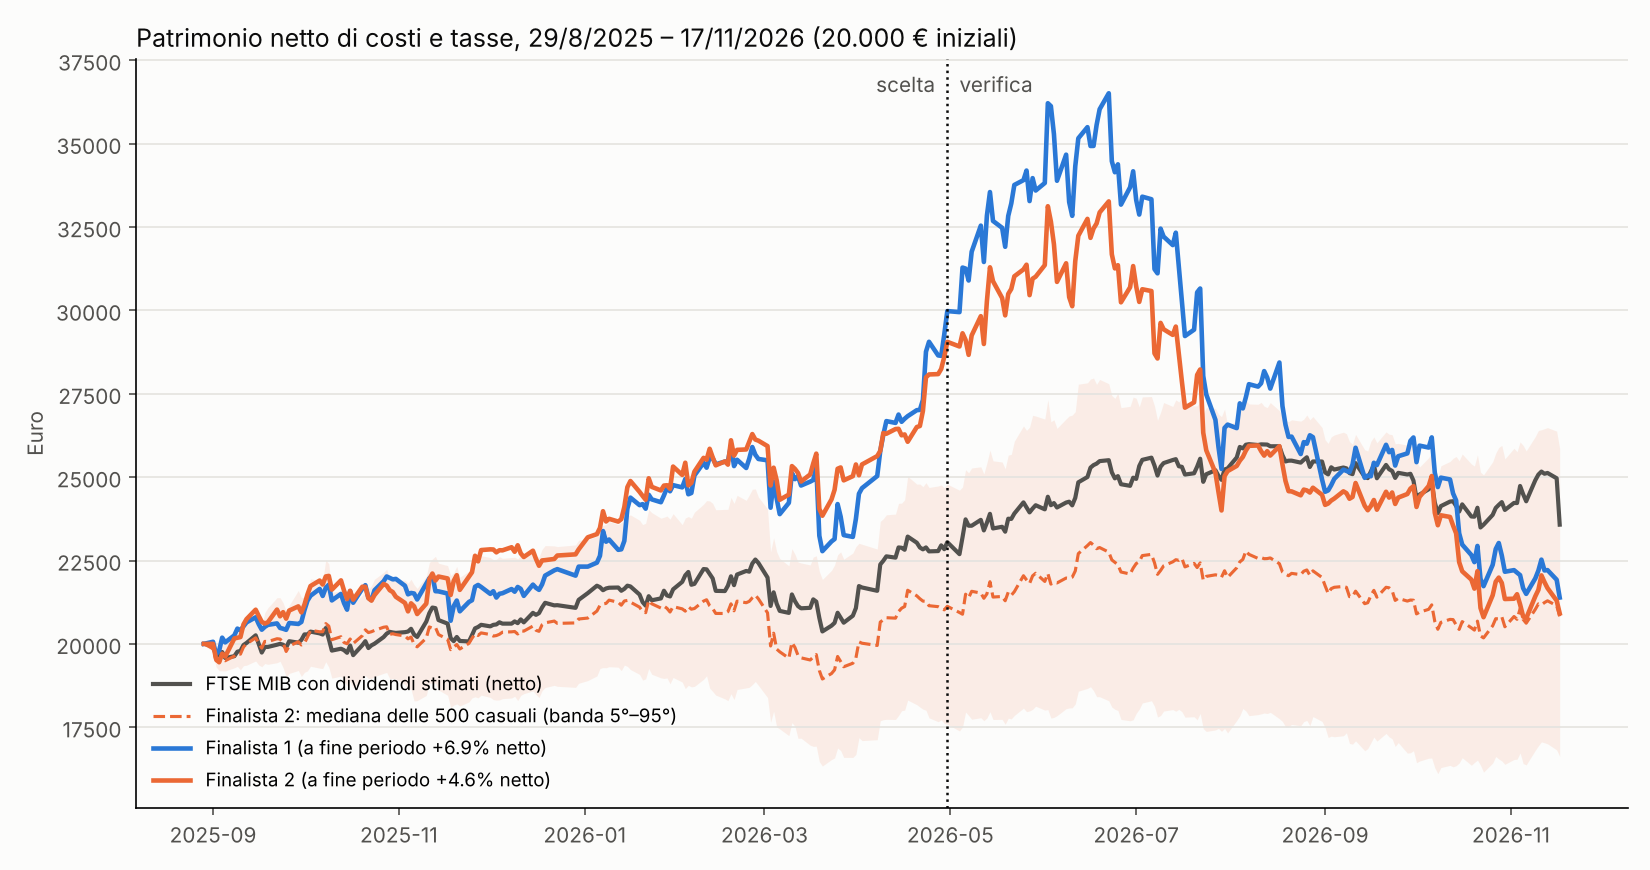 Patrimonio netto di costi e tasse, 29/8/2025 – 17/11/2026 (20.000 € iniziali)
37500
35000
32500
30000
27500
25000
22500
20000
17500
Euro
scelta
verifica
FTSE MIB con dividendi stimati (netto)
Finalista 2: mediana delle 500 casuali (banda 5°–95°)
Finalista 1 (a fine periodo +6.9% netto)
Finalista 2 (a fine periodo +4.6% netto)
2025-09
2025-11
2026-01
2026-03
2026-05
2026-07
2026-09
2026-11